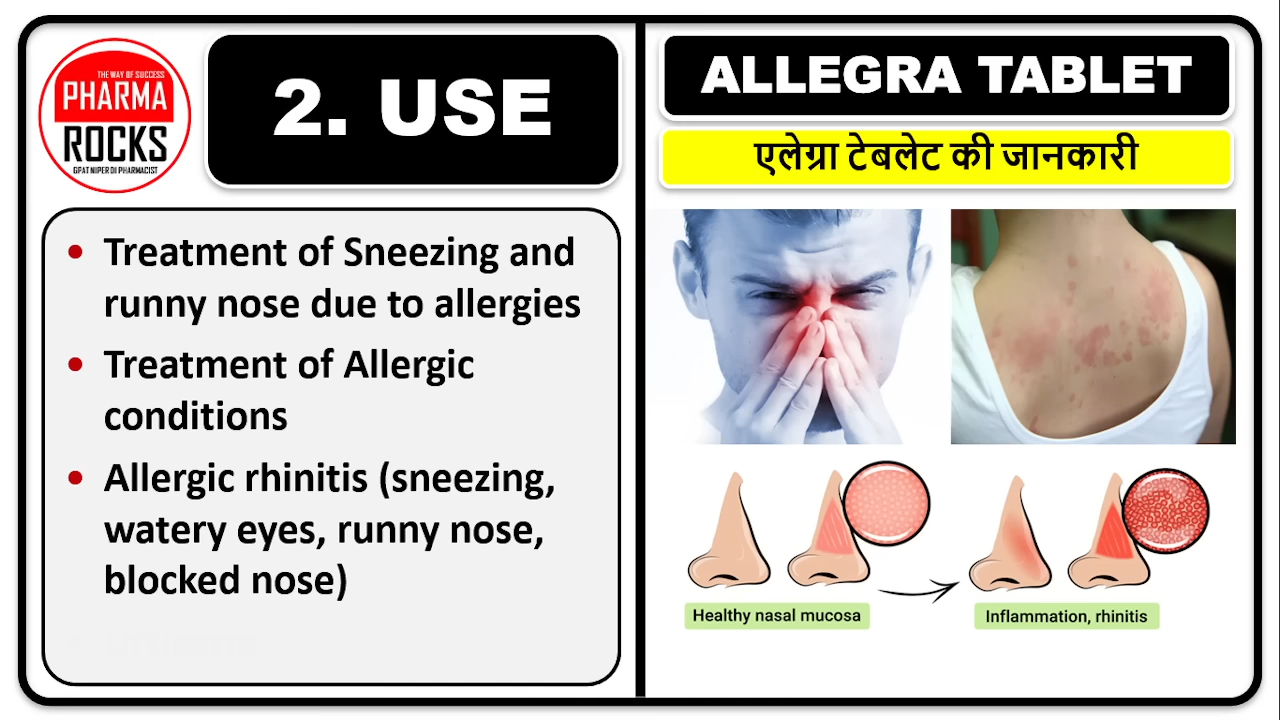 THE WAY OF SUCCESS
PHARMA
ROCKS
GPAT NIPER DI PHARMACIST
2. USE
ALLEGRA TABLET
एलेग्रा टेबलेट की जानकारी
• Treatment of Sneezing and
runny nose due to allergies
• Treatment of Allergic
conditions
• Allergic rhinitis (sneezing,
watery eyes, runny nose,
blocked nose)
Healthy nasal mucosa
Inflammation, rhinitis